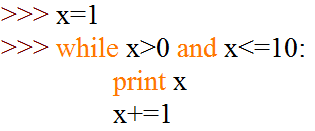 >>> x=1
>>> while x>0 and x<=10:
print x
x+=1